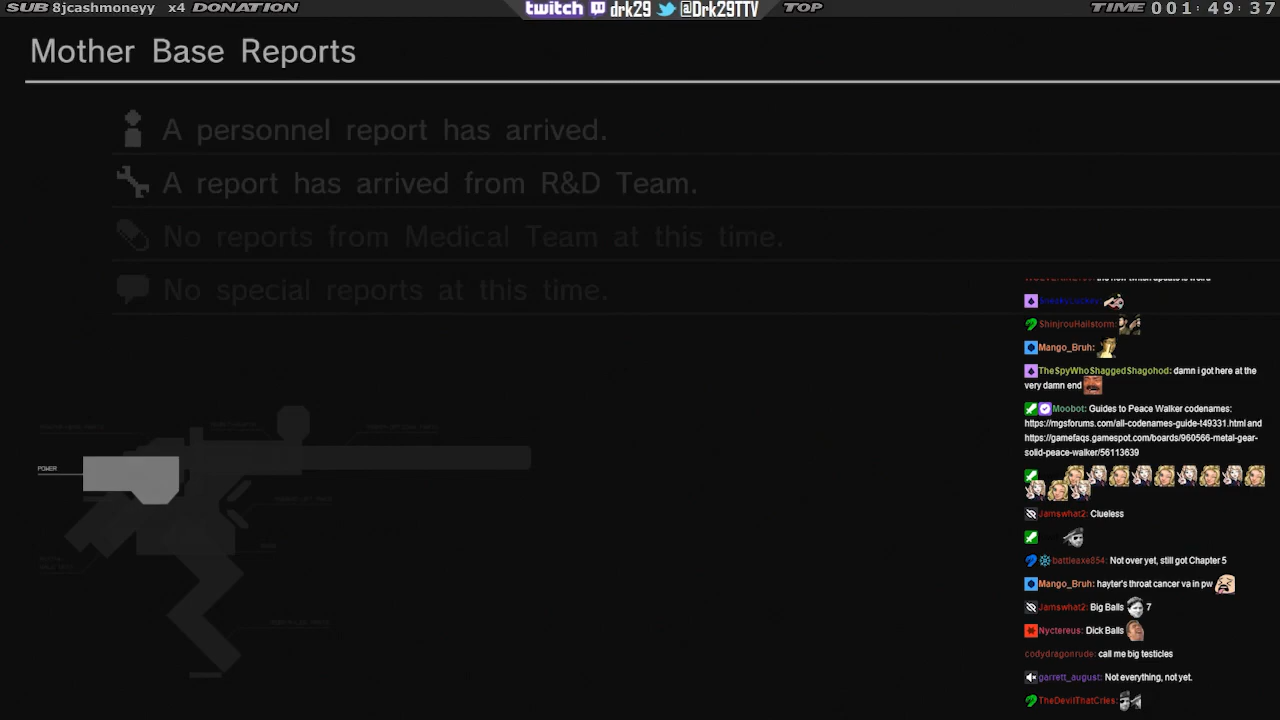 SUB 8jcashmoneyy x4 DONATION
twitch drk29 @Drk29TTV
TOP
TIME 001:49:37
Mother Base Reports
A personnel report has arrived.
A report has arrived from R&D Team.
No reports from Medical Team at this time.
No special reports at this time.
POWER
ShinjrouHailstorm:
Mango_Bruh:
TheSpyWhoShaggedShagohod: damn i got here at the
very damn end
Moobot: Guides to Peace Walker codenames:
https://mgsforums.com/all-codenames-guide-t49331.html and
https://gamefaqs.gamespot.com/boards/960566-metal-gear-
solid-peace-walker/56113639
Jamswhat2: Clueless
battleaxe854: Not over yet, still got Chapter 5
Mango_Bruh: hayter's throat cancer va in pw
Jamswhat2: Big Balls 7
Nyctereus: Dick Balls
codydragonrude: call me big testicles
garrett_august: Not everything, not yet.
TheDevilThatCries: